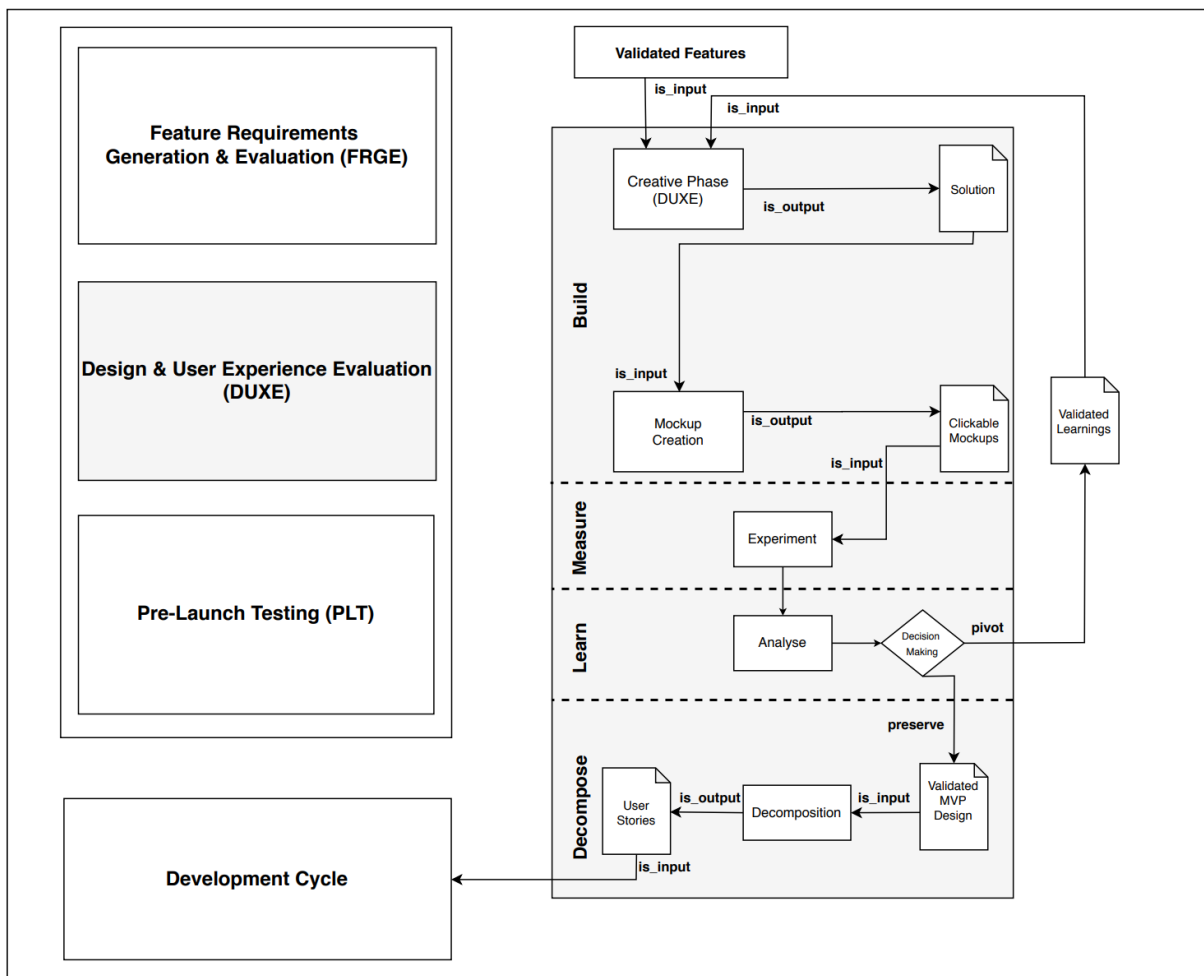 Feature Requirements
Generation & Evaluation (FRGE)
Design & User Experience Evaluation
(DUXE)
Pre-Launch Testing (PLT)
Development Cycle
Validated Features
is_input
is_input
Build
Creative Phase
(DUXE)
is_output
Solution
is_input
Mockup
Creation
is_output
Clickable
Mockups
is_input
Validated
Learnings
Measure
Experiment
Learn
Analyse
Decision
Making
pivot
preserve
Decompose
User
Stories
is_output
Decomposition
is_input
Validated
MVP
Design
is_input